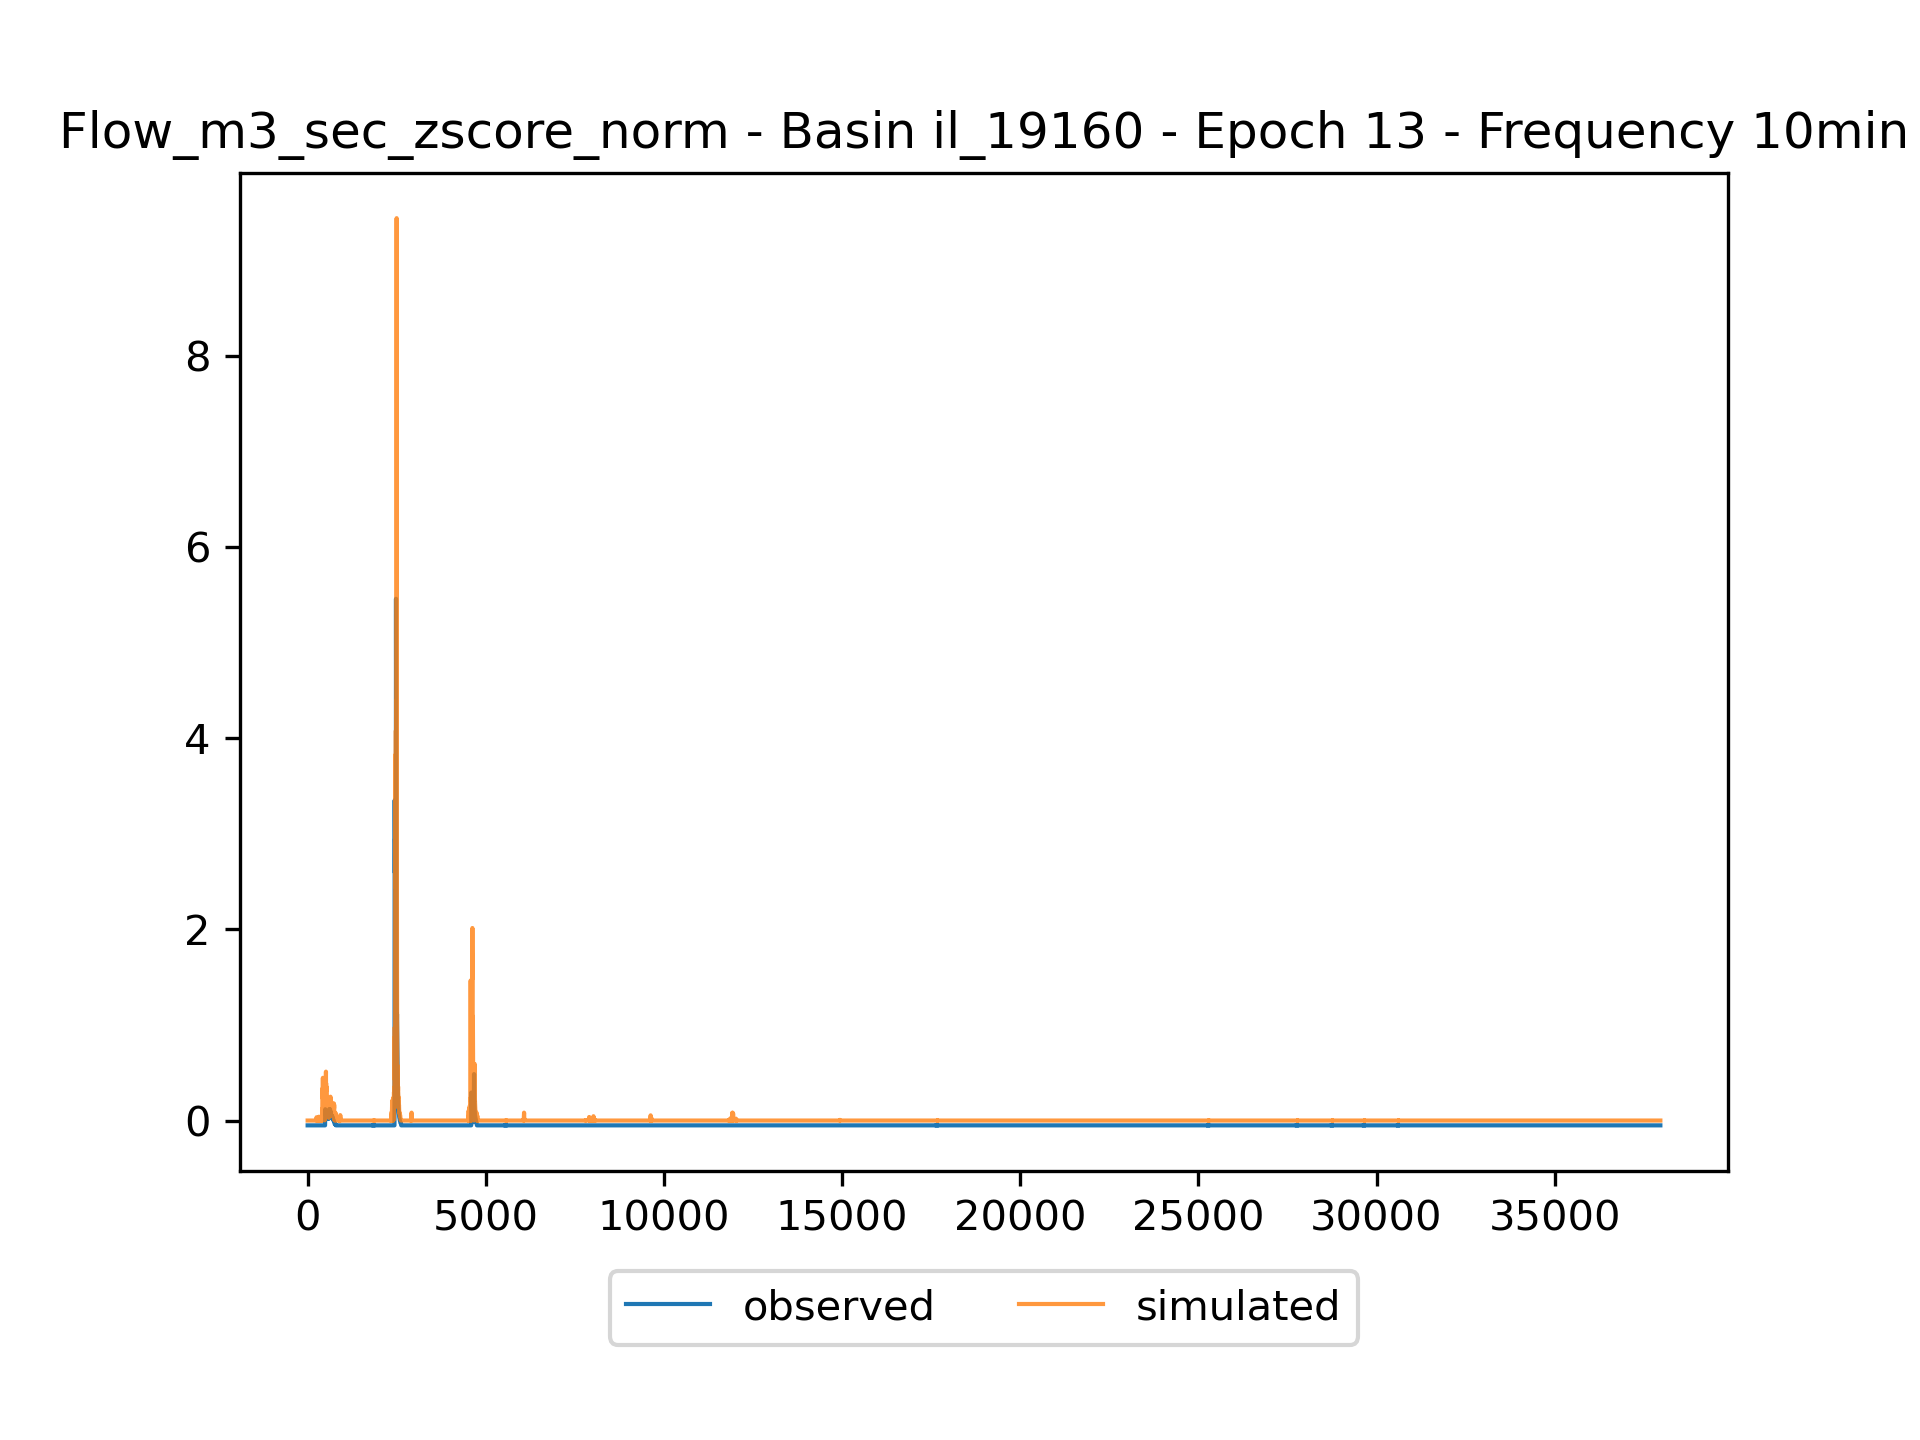 Flow_m3_sec_zscore_norm - Basin il_19160 - Epoch 13 - Frequency 10min
8
6
4
2
0
0 5000 10000 15000 20000 25000 30000 35000
observed simulated